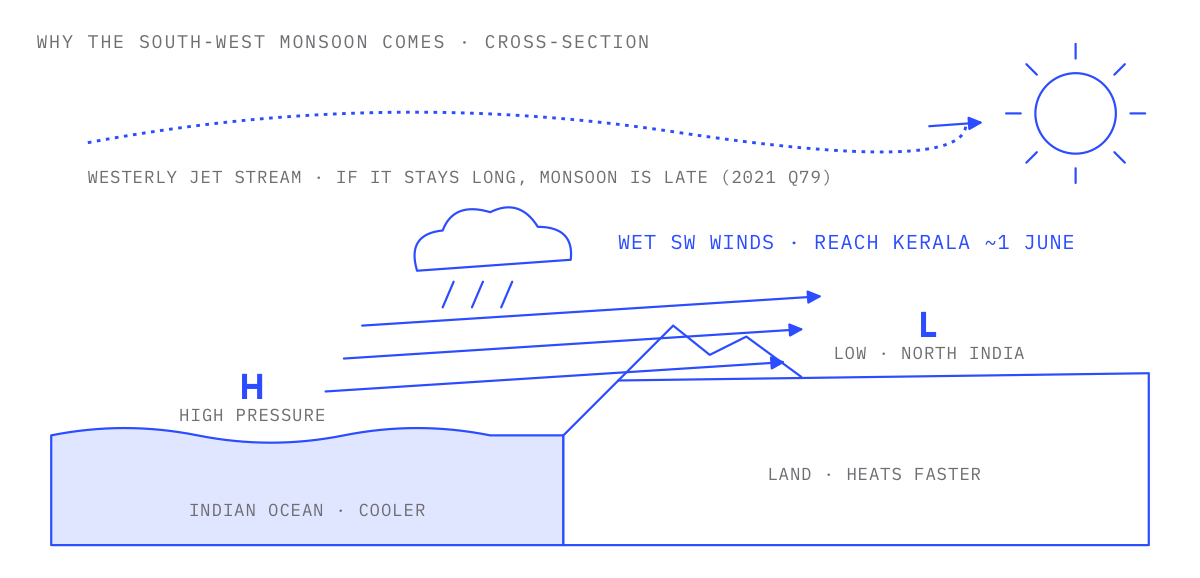 WHY THE SOUTH-WEST MONSOON COMES · CROSS-SECTION
WESTERLY JET STREAM · IF IT STAYS LONG, MONSOON IS LATE (2021 Q79)
WET SW WINDS · REACH KERALA ~1 JUNE
L
LOW · NORTH INDIA
H
HIGH PRESSURE
LAND · HEATS FASTER
INDIAN OCEAN · COOLER